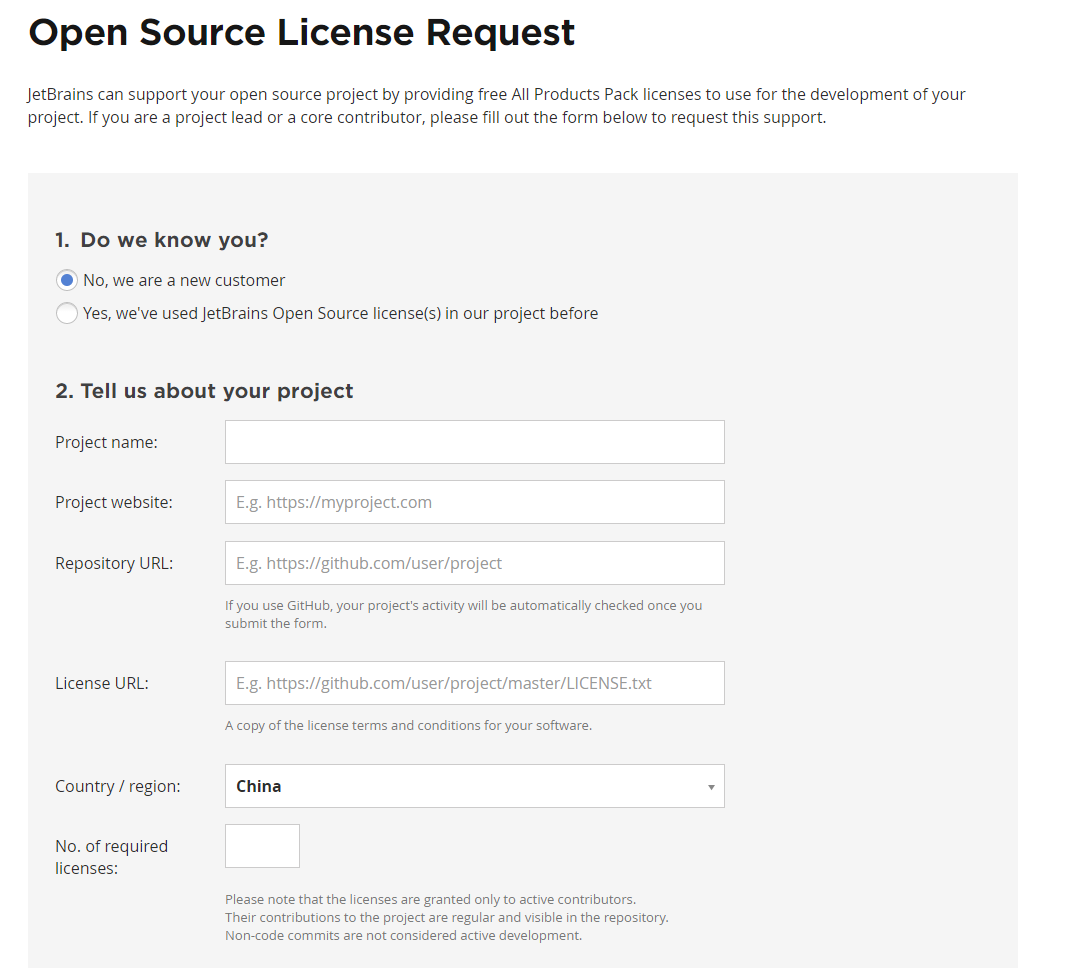 Open Source License Request
JetBrains can support your open source project by providing free All Products Pack licenses to use for the development of your
project. If you are a project lead or a core contributor, please fill out the form below to request this support.
1. Do we know you?
No, we are a new customer
Yes, we've used JetBrains Open Source license(s) in our project before
2. Tell us about your project
Project name:
Project website:
E.g. https://myproject.com
Repository URL:
E.g. https://github.com/user/project
If you use GitHub, your project's activity will be automatically checked once you
submit the form.
License URL:
E.g. https://github.com/user/project/master/LICENSE.txt
A copy of the license terms and conditions for your software.
Country / region:
China
No. of required
licenses:
Please note that the licenses are granted only to active contributors.
Their contributions to the project are regular and visible in the repository.
Non-code commits are not considered active development.